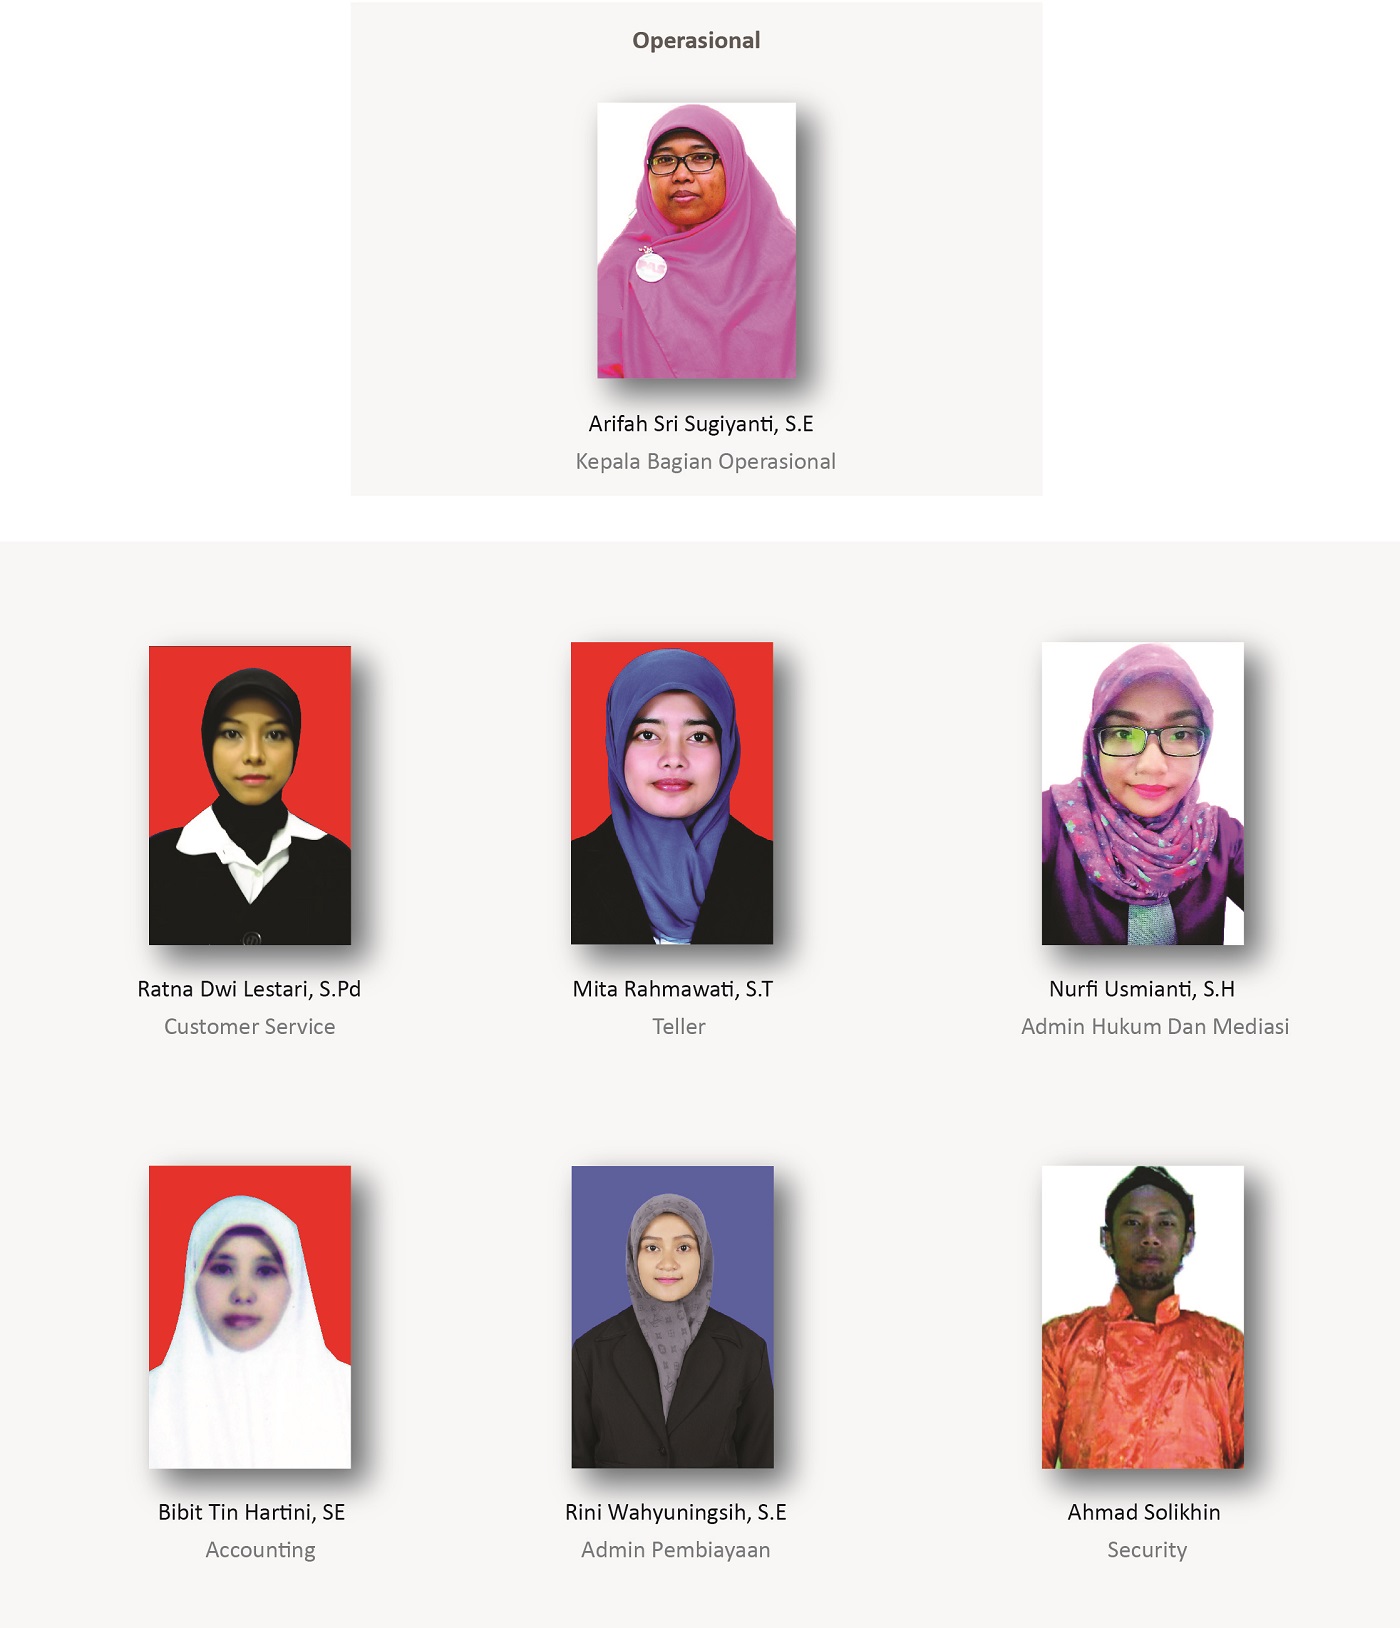 Operasional
Arifah Sri Sugiyanti, S.E
Kepala Bagian Operasional
Ratna Dwi Lestari, S.Pd
Customer Service
Mita Rahmawati, S.T
Teller
Nurfi Usmianti, S.H
Admin Hukum Dan Mediasi
Bibit Tin Hartini, SE
Accounting
Rini Wahyuningsih, S.E
Admin Pembiayaan
Ahmad Solikhin
Security